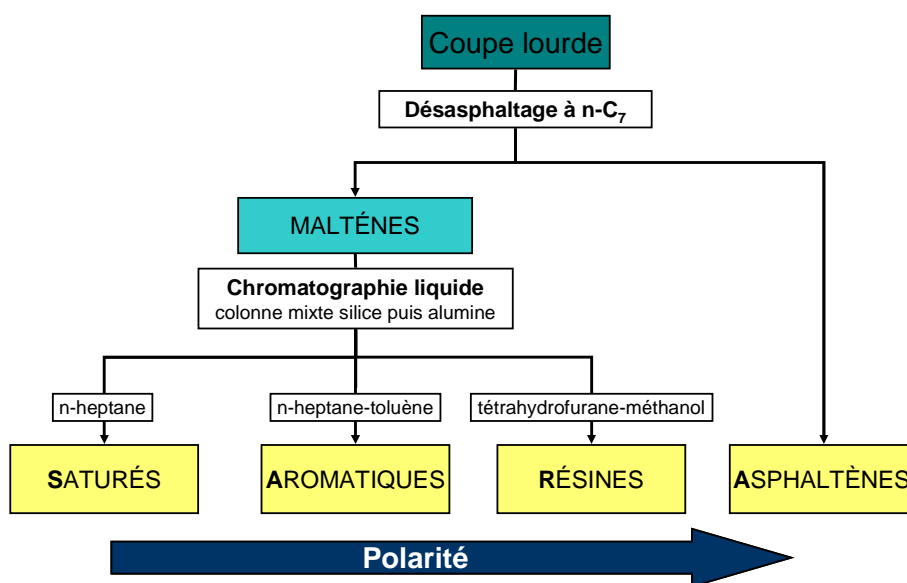 Coupe lourde
Désasphaltage à n-C₇
MALTÉNES
Chromatographie liquide
colonne mixte silice puis alumine
n-heptane
n-heptane-toluène
tétrahydrofurane-méthanol
SATURÉS
AROMATIQUES
RÉSINES
ASPHALTÈNES
Polarité